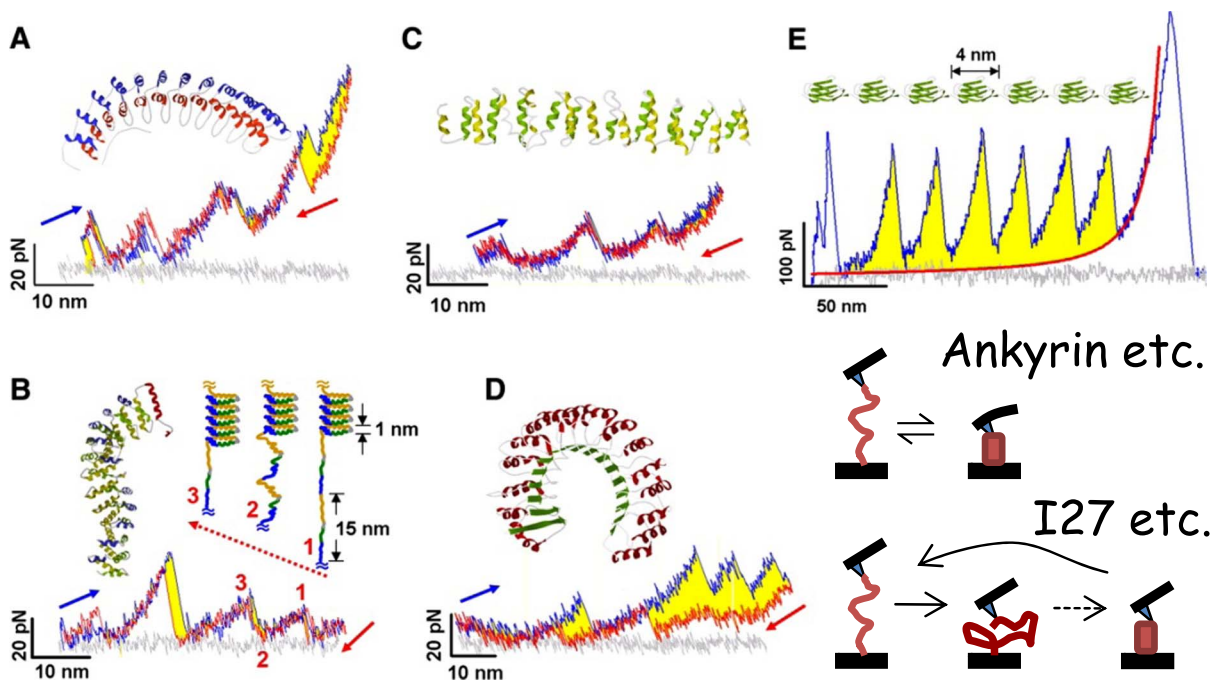 A
20 pN
10 nm
C
20 pN
10 nm
E
4 nm
100 pN
50 nm
B
1 nm
3
2
1
15 nm
3
1
2
20 pN
10 nm
D
20 pN
10 nm
Ankyrin etc.
I27 etc.